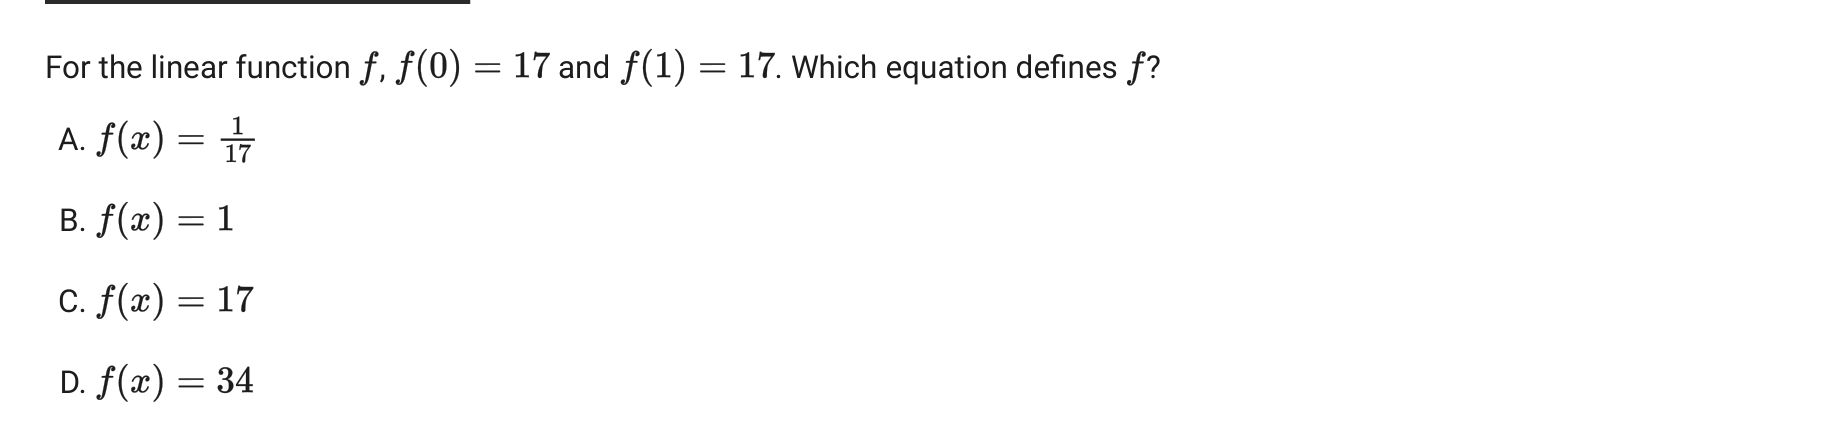 For the linear function f, f(0) = 17 and f(1) = 17. Which equation defines f?
A. f(x) = 1/17
B. f(x) = 1
C. f(x) = 17
D. f(x) = 34